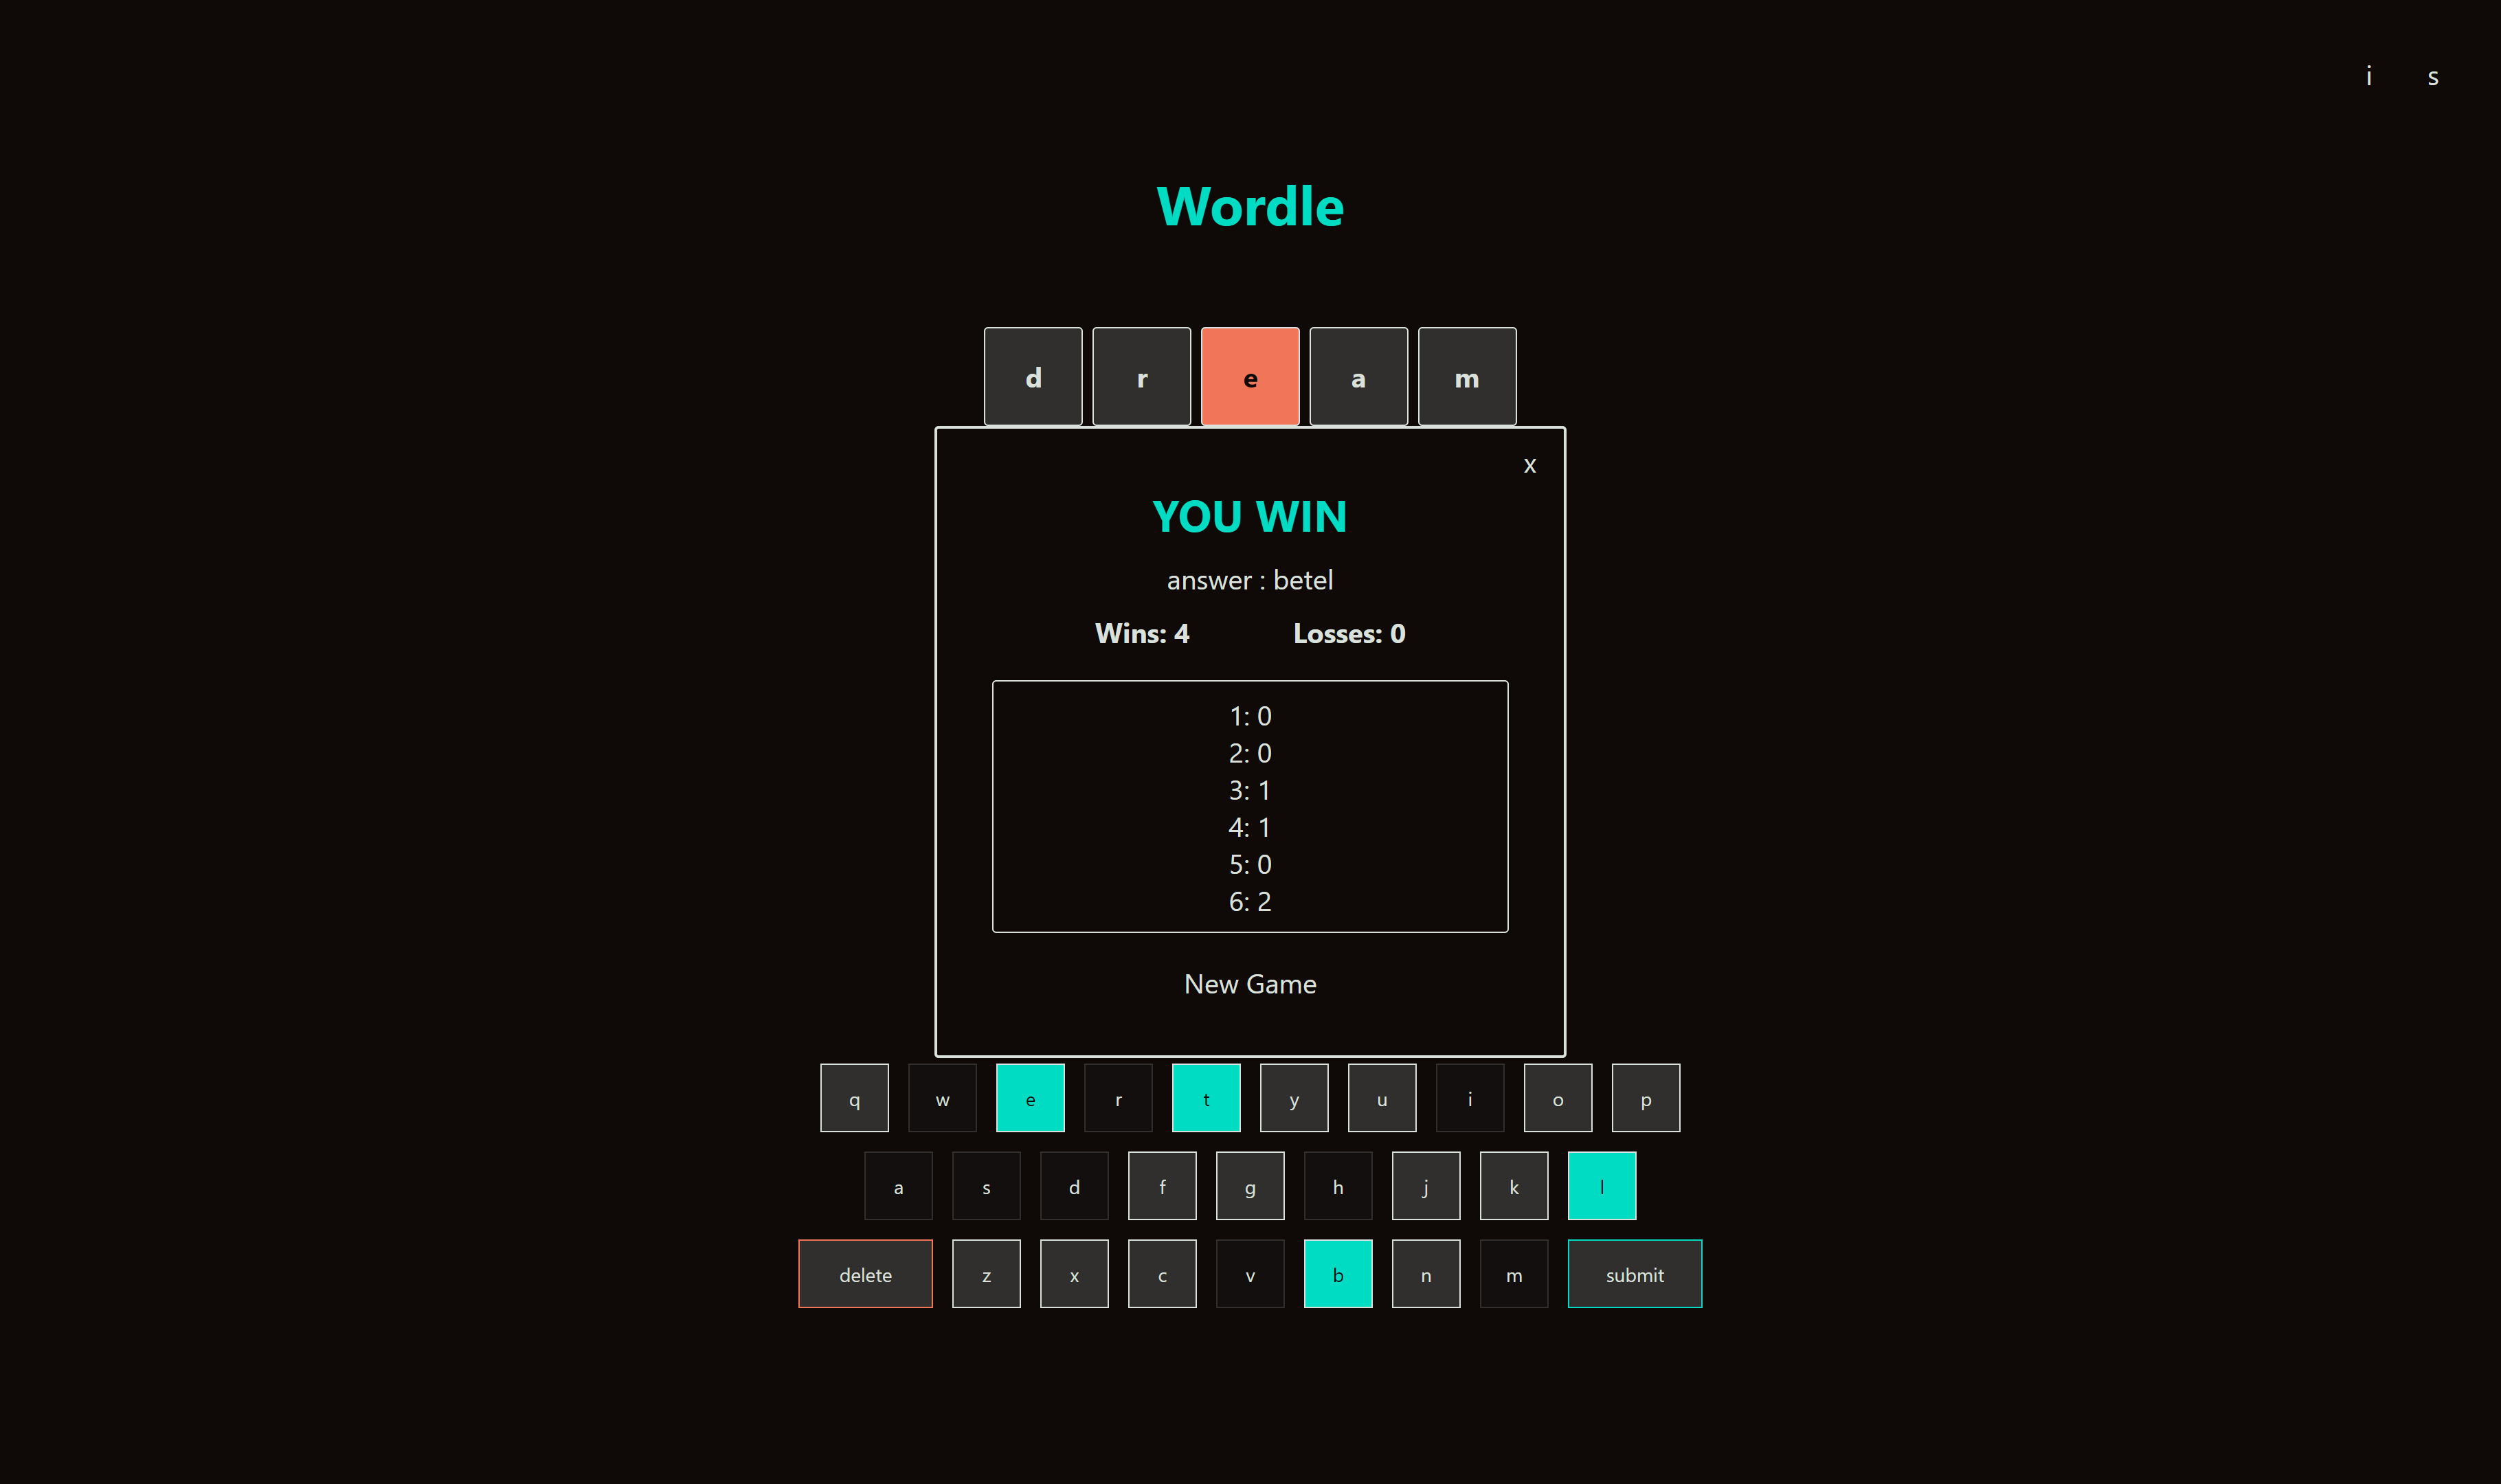 i s
Wordle
d r e a m
x
YOU WIN
answer : betel
Wins: 4 Losses: 0
1: 0
2: 0
3: 1
4: 1
5: 0
6: 2
New Game
q w e r t y u i o p
a s d f g h j k l
delete z x c v b n m submit